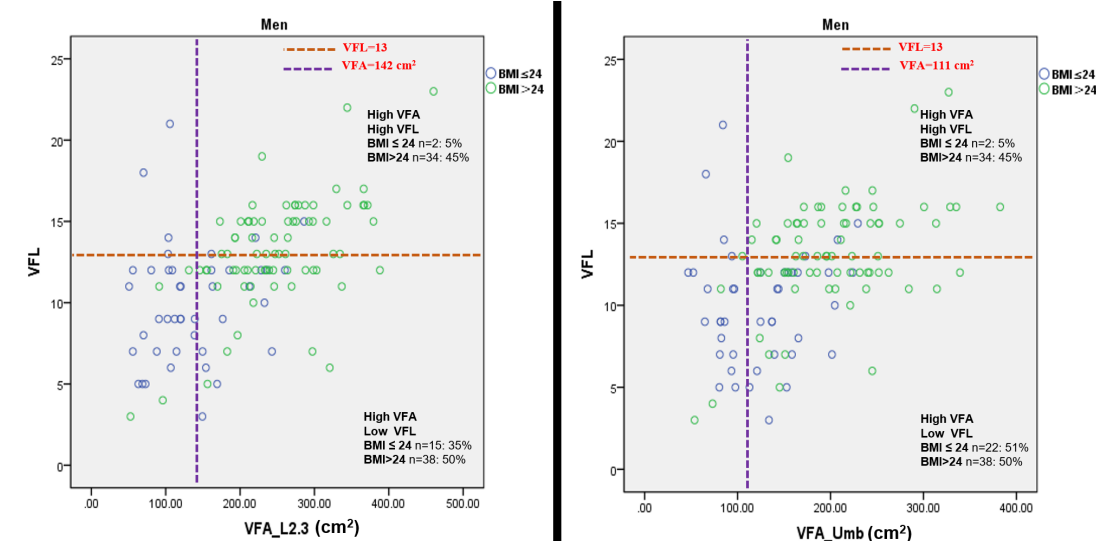 Men
VFL=13
VFA=142 cm²
BMI≤24
BMI>24
High VFA
High VFL
BMI ≤ 24 n=2: 5%
BMI>24 n=34: 45%
High VFA
Low VFL
BMI ≤ 24 n=15: 35%
BMI>24 n=38: 50%
VFL
25
20
15
10
5
0
.00 100.00 200.00 300.00 400.00 500.00
VFA_L2.3 (cm²)
Men
VFL=13
VFA=111 cm²
BMI≤24
BMI>24
High VFA
High VFL
BMI ≤ 24 n=2: 5%
BMI>24 n=34: 45%
High VFA
Low VFL
BMI ≤ 24 n=22: 51%
BMI>24 n=38: 50%
VFL
25
20
15
10
5
0
.00 100.00 200.00 300.00 400.00
VFA_Umb (cm²)